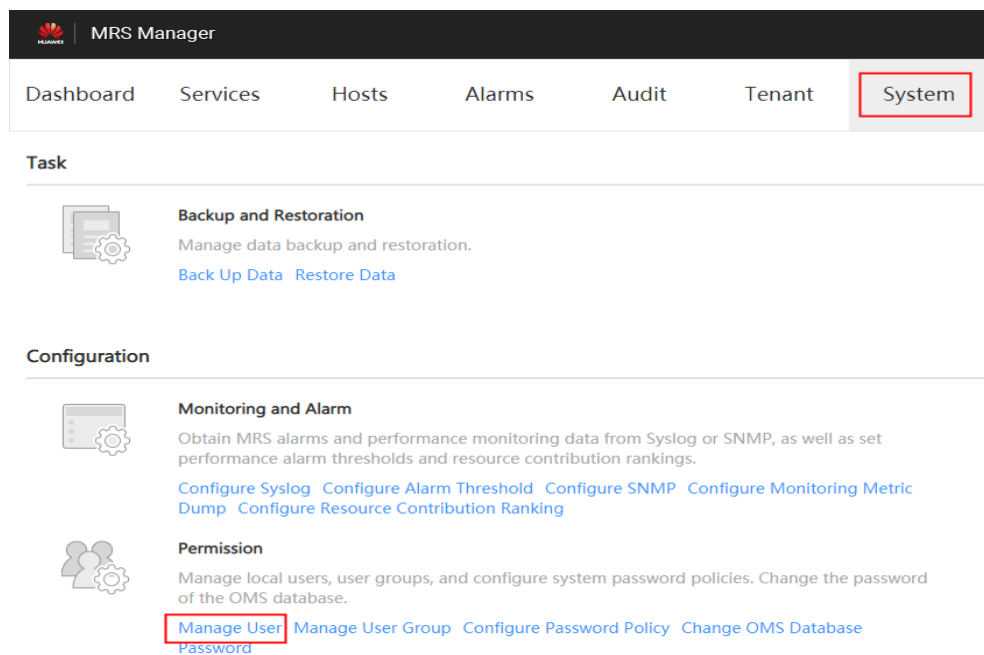 HUAWEI MRS Manager
Dashboard Services Hosts Alarms Audit Tenant System
Task
Backup and Restoration
Manage data backup and restoration.
Back Up Data Restore Data
Configuration
Monitoring and Alarm
Obtain MRS alarms and performance monitoring data from Syslog or SNMP, as well as set
performance alarm thresholds and resource contribution rankings.
Configure Syslog Configure Alarm Threshold Configure SNMP Configure Monitoring Metric
Dump Configure Resource Contribution Ranking
Permission
Manage local users, user groups, and configure system password policies. Change the password
of the OMS database.
Manage User Manage User Group Configure Password Policy Change OMS Database
Password